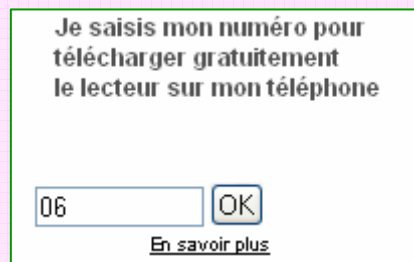 Je saisis mon numéro pour
télécharger gratuitement
le lecteur sur mon téléphone
06 OK
En savoir plus